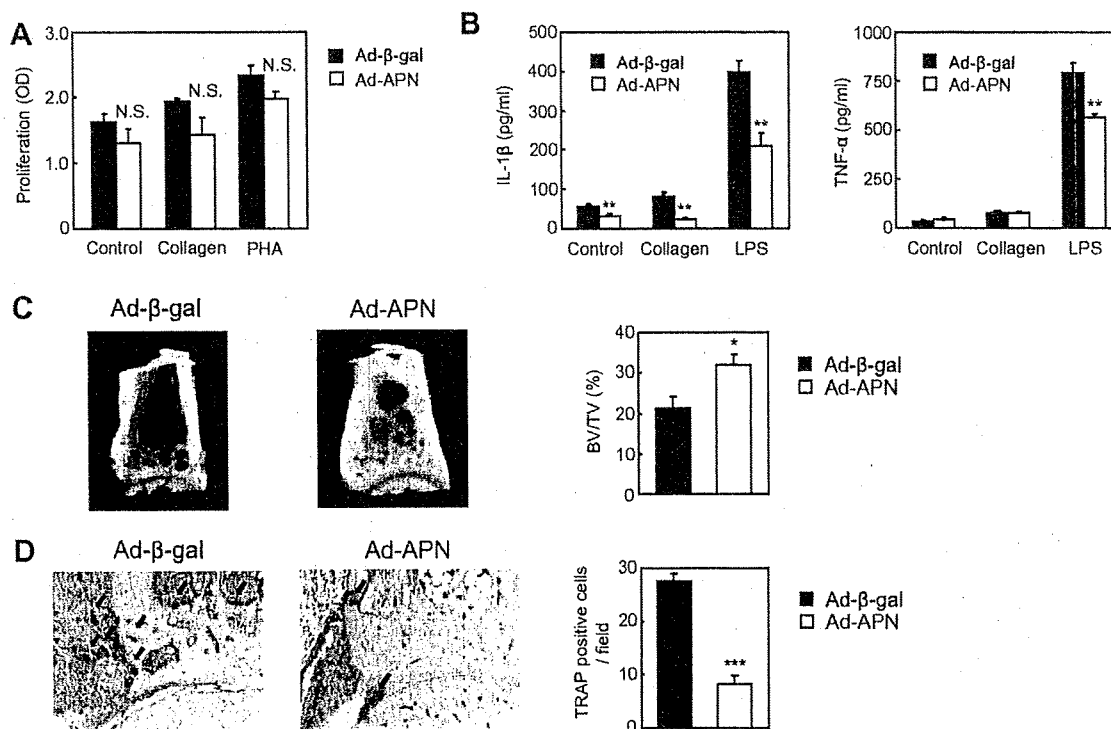 A
3.0
2.0
1.0
0
Proliferation (OD)
N.S.
N.S.
N.S.
Control
Collagen
PHA
Ad-β-gal
Ad-APN
B
500
400
300
200
100
0
IL-1β (pg/ml)
Ad-β-gal
Ad-APN
**
**
**
Control
Collagen
LPS
1000
750
500
250
0
TNF-α (pg/ml)
Ad-β-gal
Ad-APN
**
Control
Collagen
LPS
C
Ad-β-gal
Ad-APN
40
30
20
10
0
BV/TV (%)
*
Ad-β-gal
Ad-APN
D
Ad-β-gal
Ad-APN
30
20
10
0
TRAP positive cells
/ field
***
Ad-β-gal
Ad-APN